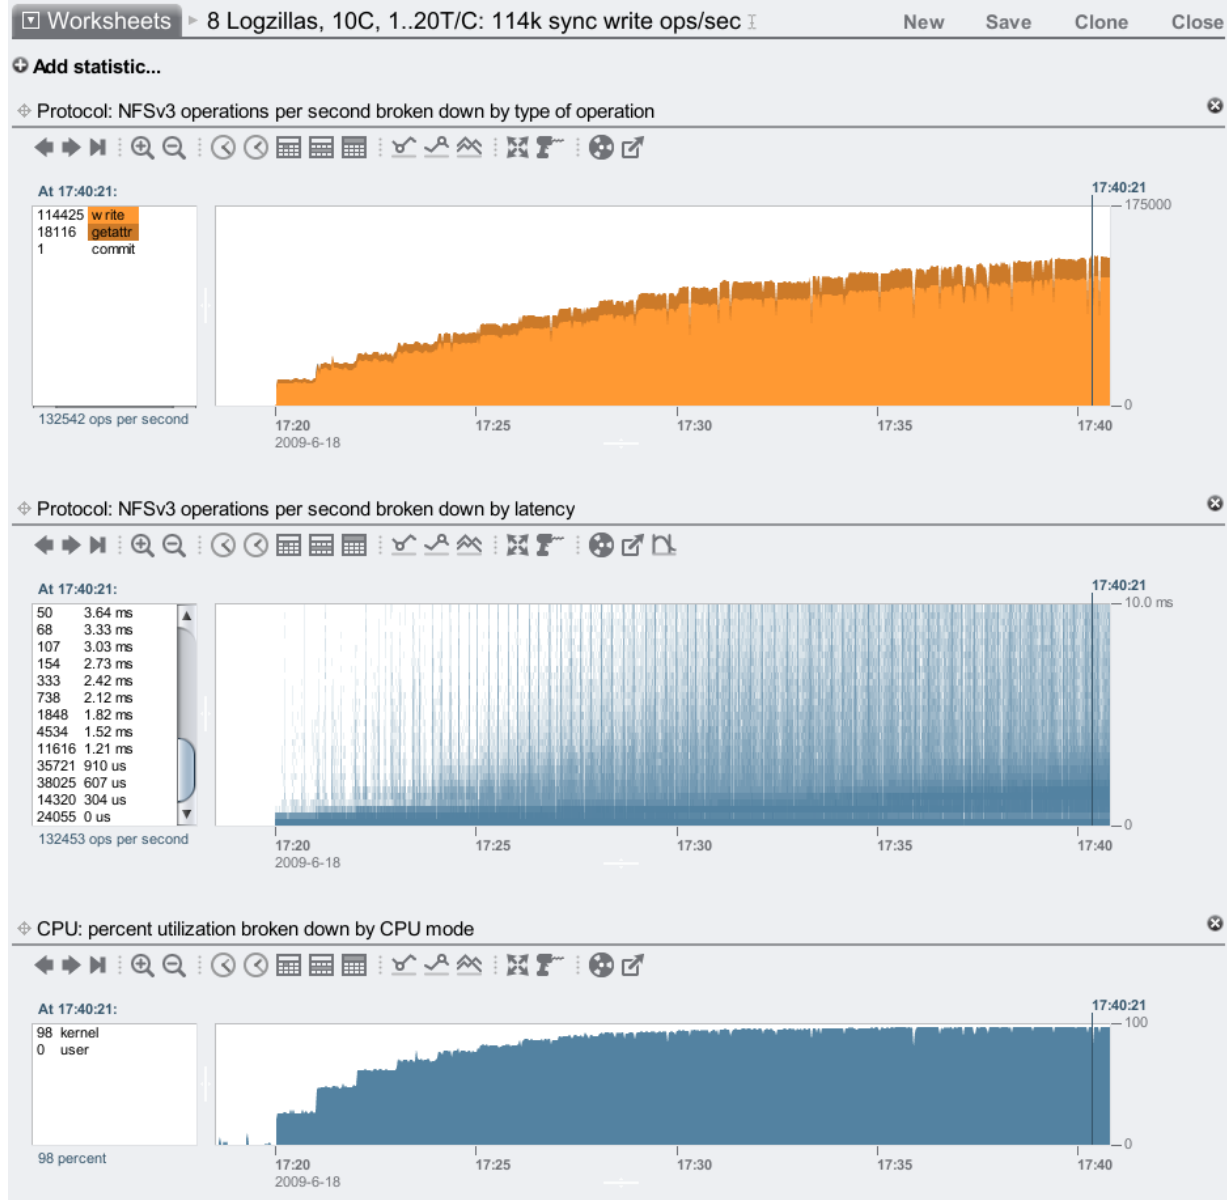 Worksheets 8 Logzillas, 10C, 1..20T/C: 114k sync write ops/sec New Save Clone Close
Add statistic...
Protocol: NFSv3 operations per second broken down by type of operation
At 17:40:21: 17:40:21
114425 write 175000
18116 getattr
1 commit
0
132542 ops per second
17:20 17:25 17:30 17:35 17:40
2009-6-18
Protocol: NFSv3 operations per second broken down by latency
At 17:40:21: 17:40:21
50 3.64 ms 10.0 ms
68 3.33 ms
107 3.03 ms
154 2.73 ms
333 2.42 ms
738 2.12 ms
1848 1.82 ms
4534 1.52 ms
11616 1.21 ms
35721 910 us
38025 607 us
14320 304 us
24055 0 us 0
132453 ops per second
17:20 17:25 17:30 17:35 17:40
2009-6-18
CPU: percent utilization broken down by CPU mode
At 17:40:21: 17:40:21
98 kernel 100
0 user
0
98 percent
17:20 17:25 17:30 17:35 17:40
2009-6-18